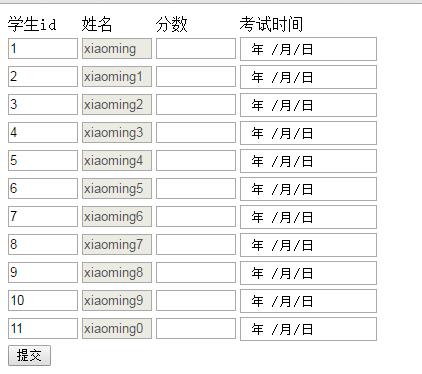 学生id 姓名 分数 考试时间
1 xiaoming 年 /月/日
2 xiaoming1 年 /月/日
3 xiaoming2 年 /月/日
4 xiaoming3 年 /月/日
5 xiaoming4 年 /月/日
6 xiaoming5 年 /月/日
7 xiaoming6 年 /月/日
8 xiaoming7 年 /月/日
9 xiaoming8 年 /月/日
10 xiaoming9 年 /月/日
11 xiaoming0 年 /月/日
提交